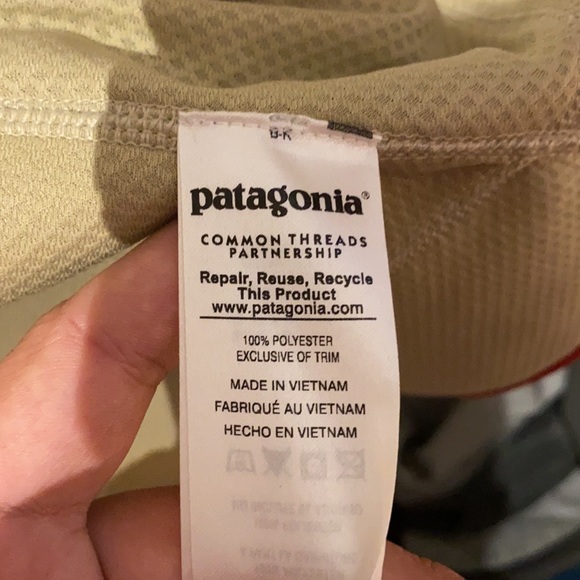 patagonia®
COMMON THREADS
PARTNERSHIP
Repair, Reuse, Recycle
This Product
www.patagonia.com
100% POLYESTER
EXCLUSIVE OF TRIM
MADE IN VIETNAM
FABRIQUÉ AU VIETNAM
HECHO EN VIETNAM